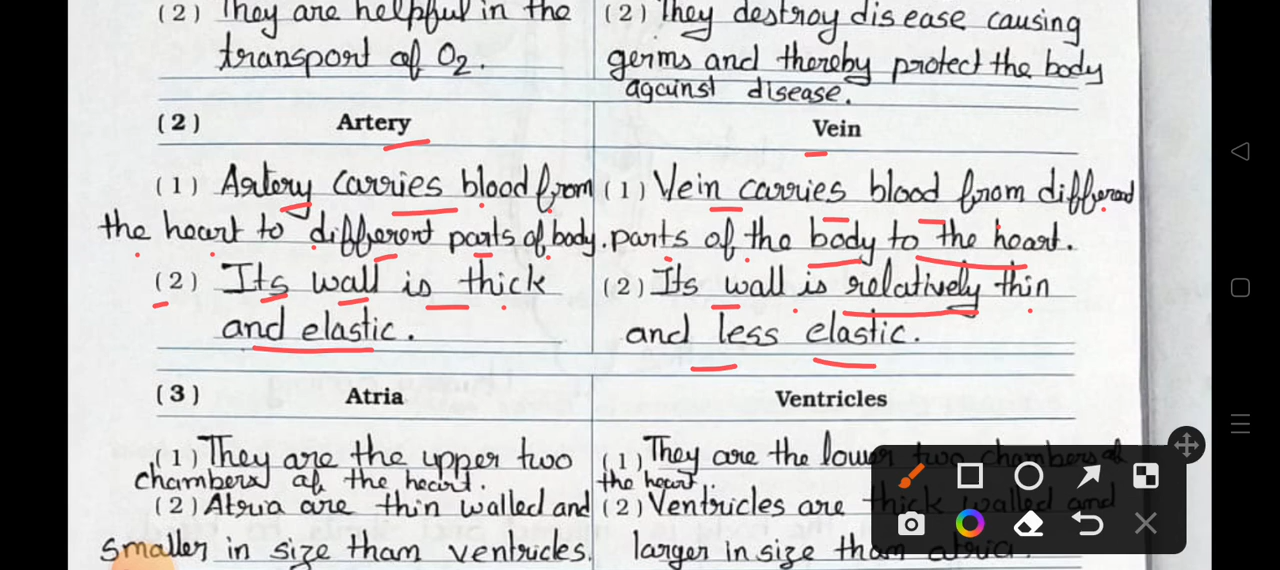 (2) They are helpful in the
transport of O2.
(2) They destroy disease causing
germs and thereby protect the body
against disease.
(2) Artery
Vein
(1) Artery carries blood from
the heart to different parts of body.
(2) Its wall is thick
and elastic.
(1) Vein carries blood from different
parts of the body to the heart.
(2) Its wall is relatively thin
and less elastic.
(3) Atria
Ventricles
(1) They are the upper two
chambers of the heart.
(2) Atria are thin walled and
smaller in size than ventricles.
(1) They are the lower two chambers of
the heart.
(2) Ventricles are thick walled and
larger in size than atria.